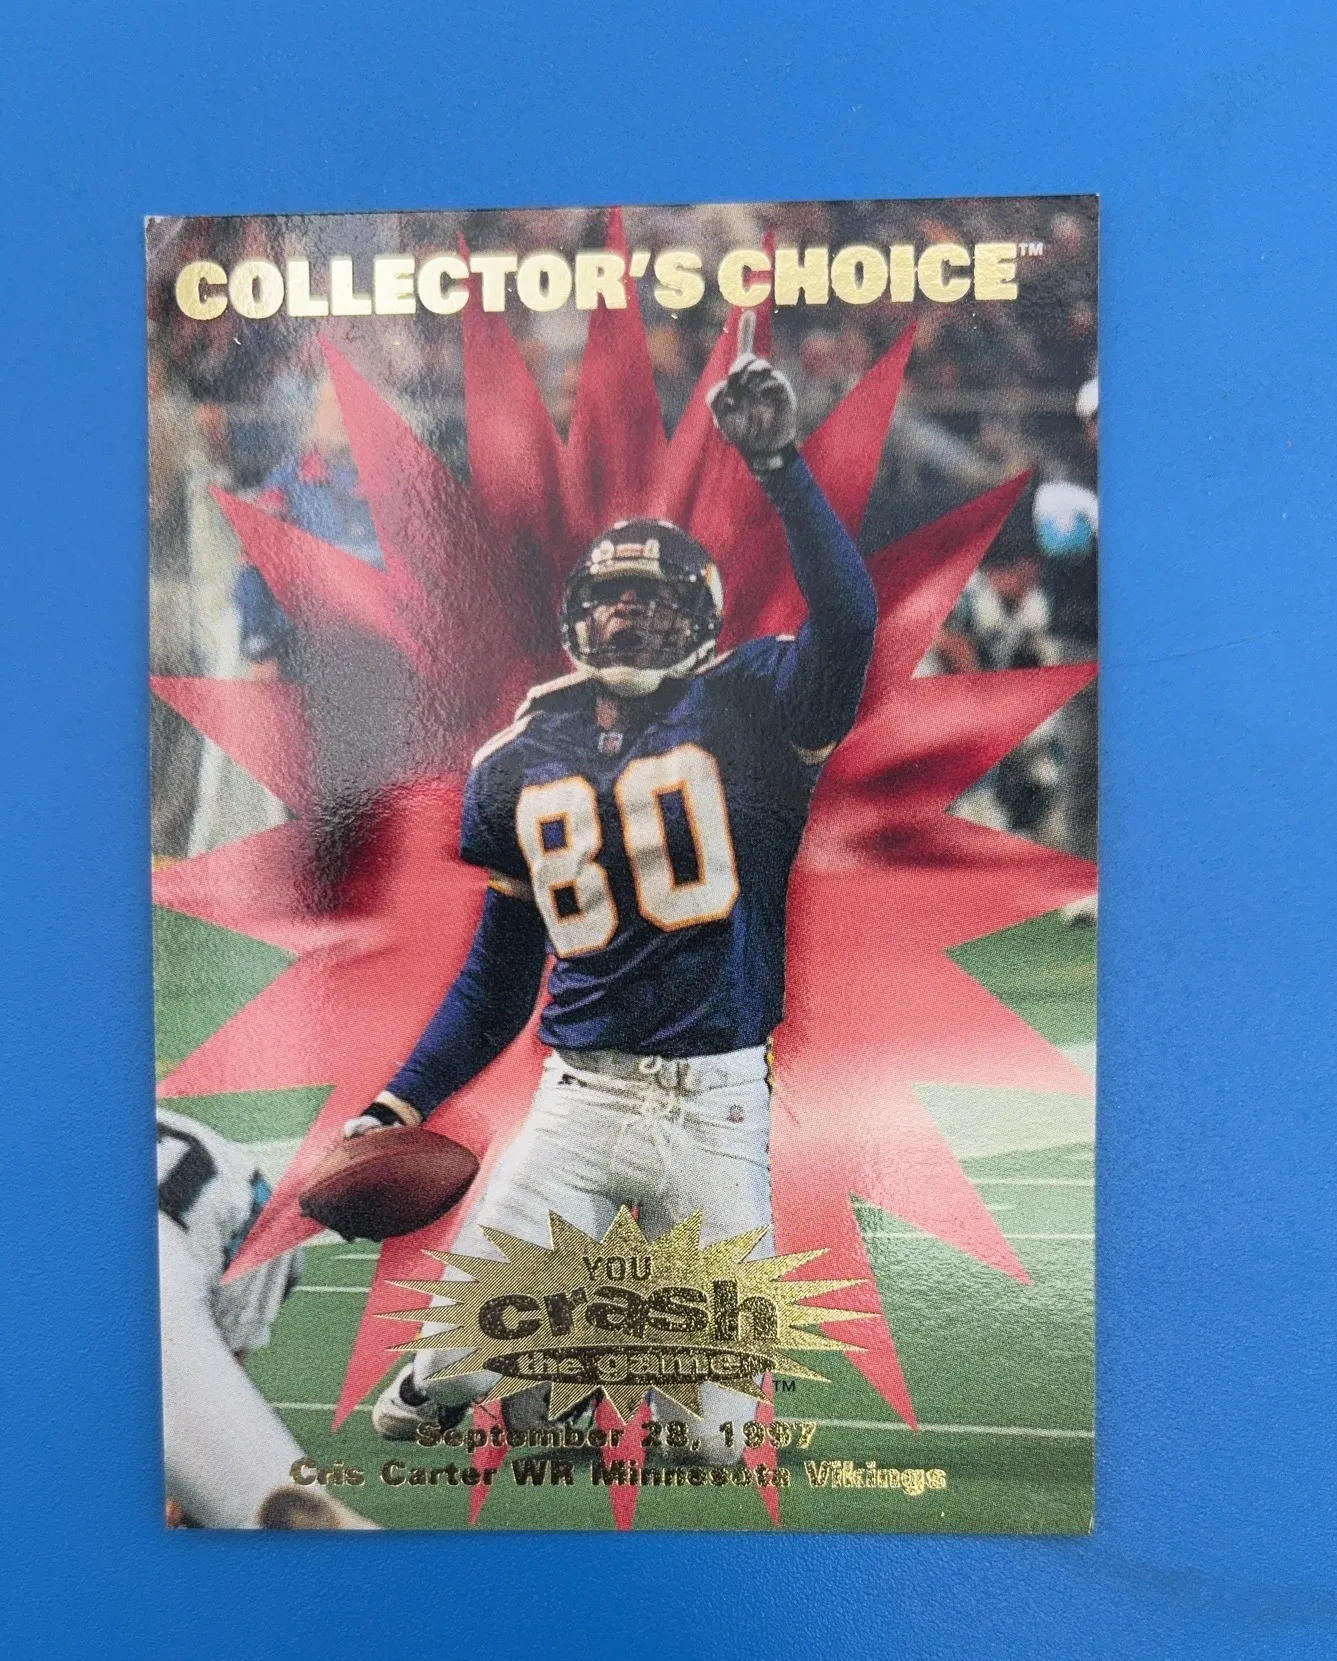 COLLECTOR'S CHOICE™
80
YOU
crash
the game™
September 28, 1997
Cris Carter WR Minnesota Vikings